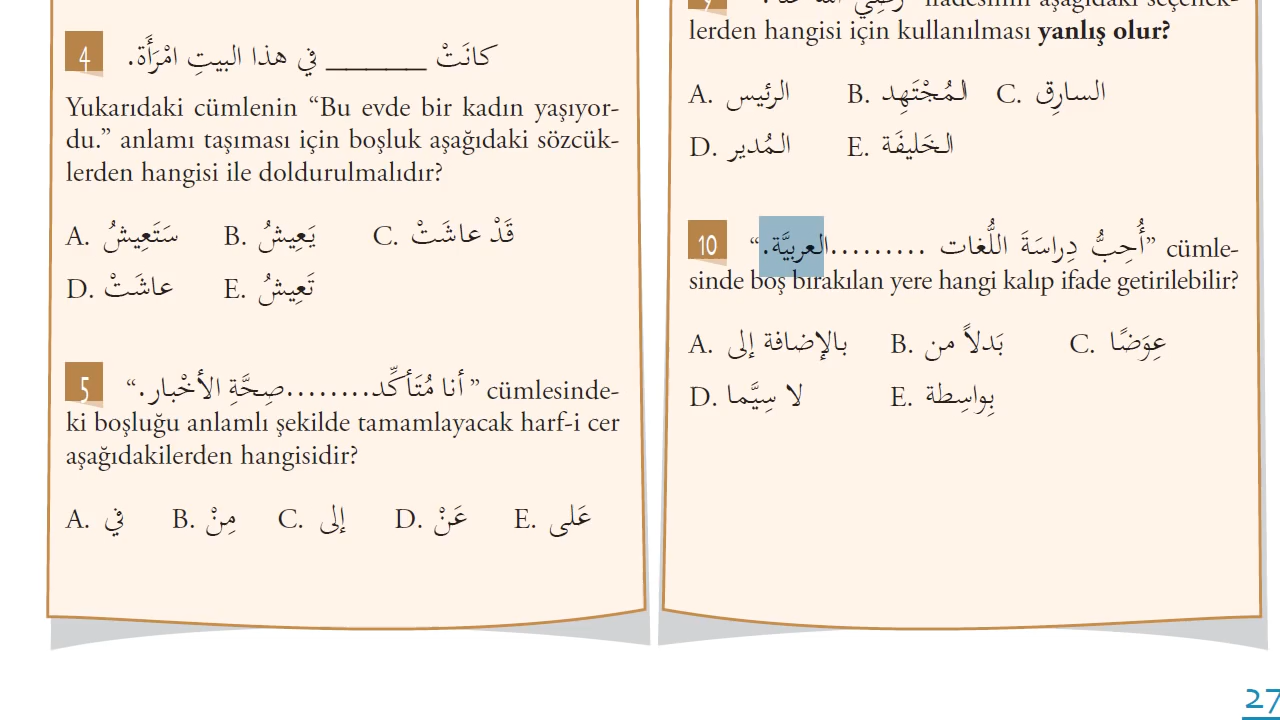 4 كانَتْ ______ في هذا البيتِ امْرَأَة.
Yukarıdaki cümlenin “Bu evde bir kadın yaşıyor-
du.” anlamı taşıması için boşluk aşağıdaki sözcük-
lerden hangisi ile doldurulmalıdır?
A. سَتَعِيشُ B. يَعِيشُ C. قَدْ عاشَتْ
D. عاشَتْ E. تَعِيشُ
5 “أنا مُتَأكِّد........صِحَّةِ الأخْبار.” cümlesinde-
ki boşluğu anlamlı şekilde tamamlayacak harf-i cer
aşağıdakilerden hangisidir?
A. في B. مِنْ C. إلى D. عَنْ E. عَلى
lerden hangisi için kullanılması yanlış olur?
A. الرئيس B. المُجْتَهِد C. السارِق
D. المُدير E. الخَليفَة
10 “أُحِبُّ دِراسَةَ اللُّغات .........العربيَّة.” cümle-
sinde boş bırakılan yere hangi kalıp ifade getirilebilir?
A. بالإضافة إلى B. بَدلاً من C. عِوَضًا
D. لا سِيَّما E. بِواسِطة
27